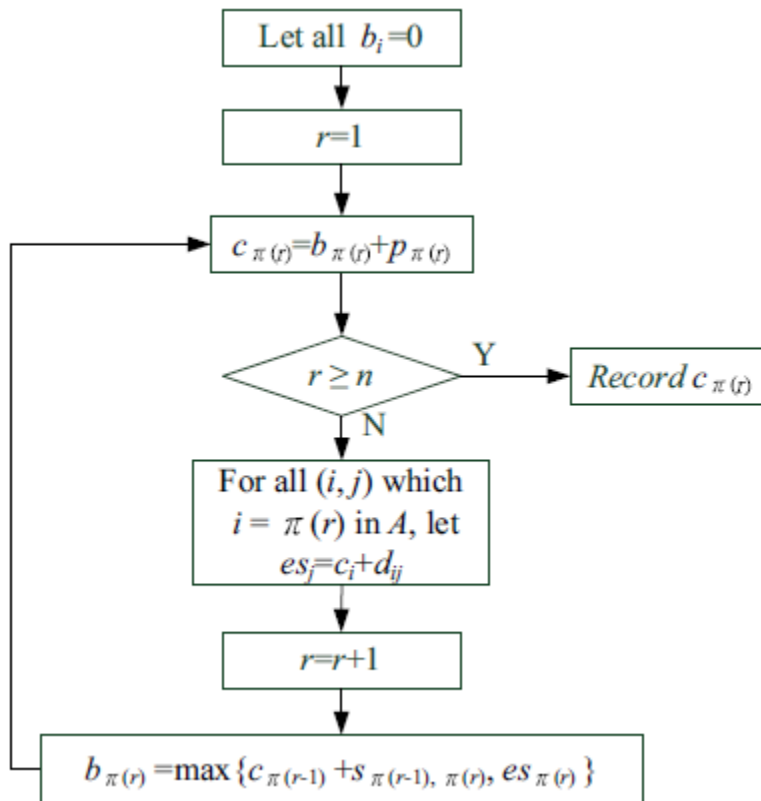 Let all b_i=0
r=1
c_π(r)=b_π(r)+p_π(r)
r ≥ n
Y
Record c_π(r)
N
For all (i, j) which
i = π(r) in A, let
es_j=c_i+d_ij
r=r+1
b_π(r) =max{c_π(r-1) +s_π(r-1), π(r), es_π(r) }